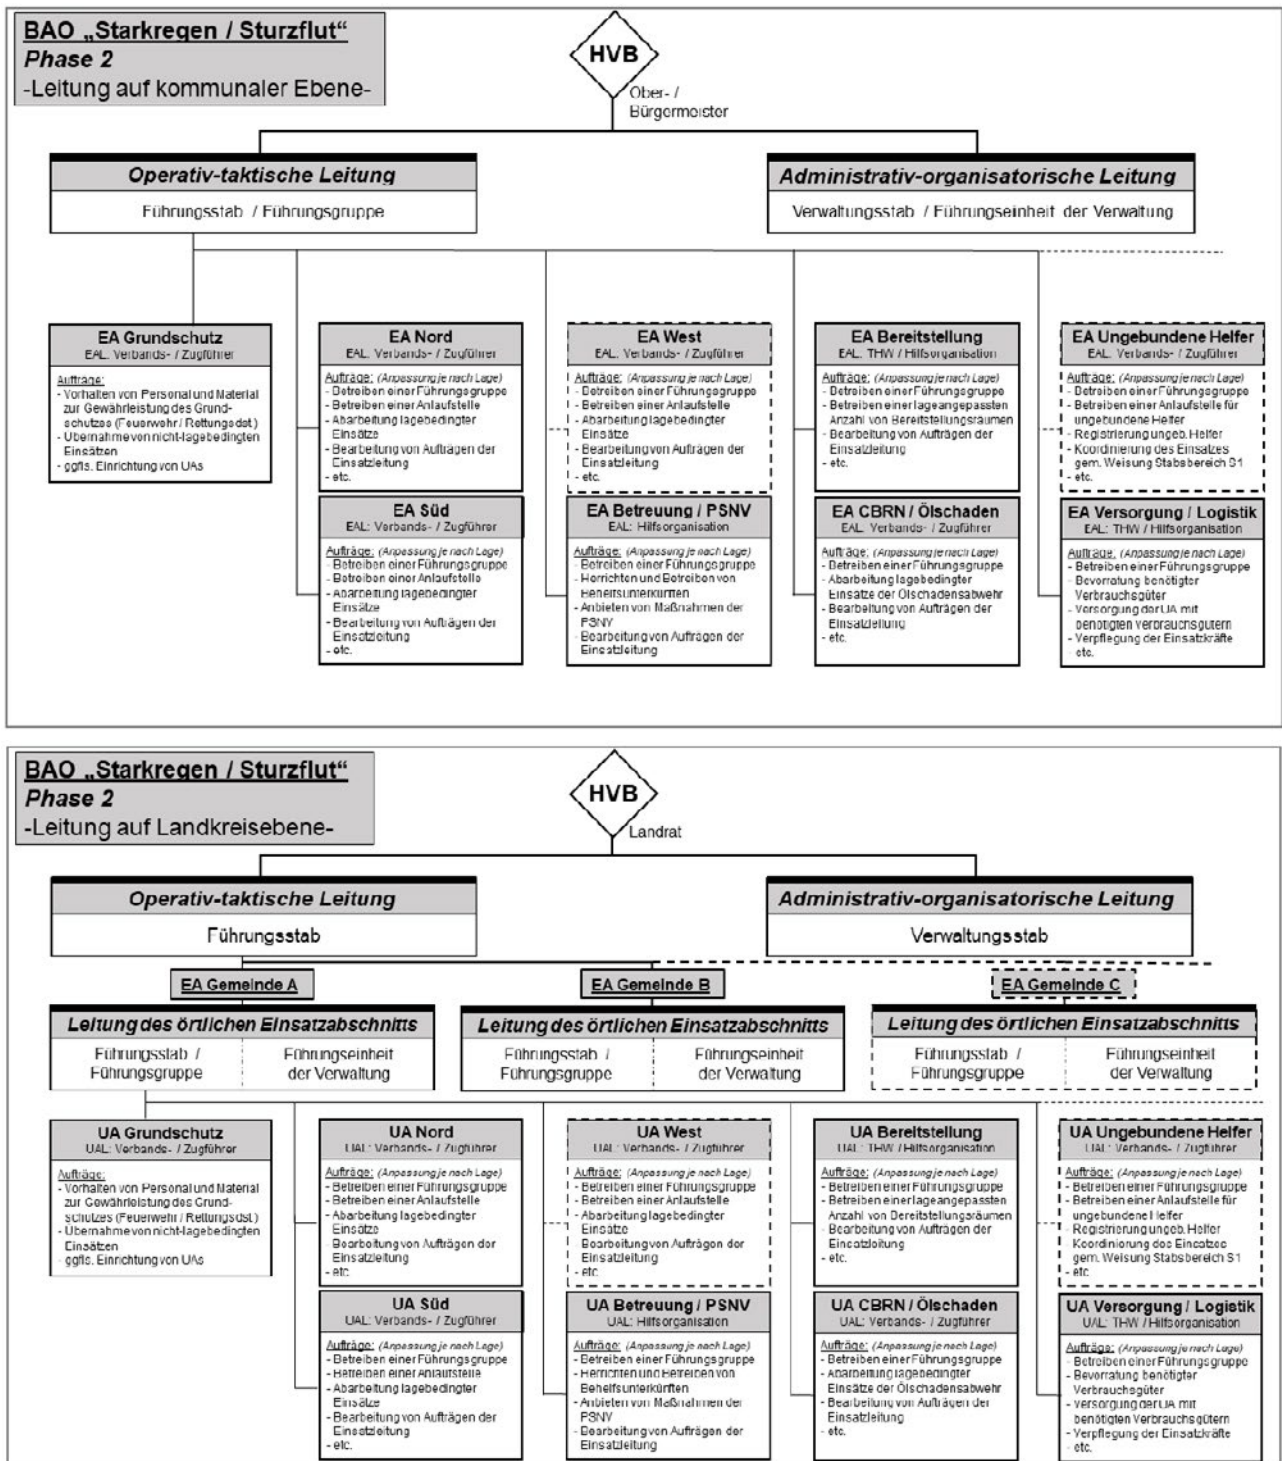 BAO „Starkregen / Sturzflut“
Phase 2
-Leitung auf kommunaler Ebene-
HVB
Ober- /
Bürgermeister
Operativ-taktische Leitung
Führungsstab / Führungsgruppe
Administrativ-organisatorische Leitung
Verwaltungsstab / Führungseinheit der Verwaltung
EA Grundschutz
EAL: Verbands- / Zugführer
Aufträge:
- Vorhalten von Personal und Material
zur Gewährleistung des Grund-
schutzes (Feuerwehr / Rettungsdst.)
- Übernahme von nicht-lagebedingten
Einsätzen
- ggfls. Einrichtung von UAs
EA Nord
EAL: Verbands- / Zugführer
Aufträge: (Anpassung je nach Lage)
- Betreiben einer Führungsgruppe
- Betreiben einer Anlaufstelle
- Abarbeitung lagebedingter
Einsätze
- Bearbeitung von Aufträgen der
Einsatzleitung
- etc.
EA West
EAL: Verbands- / Zugführer
Aufträge: (Anpassung je nach Lage)
- Betreiben einer Führungsgruppe
- Betreiben einer Anlaufstelle
- Abarbeitung lagebedingter
Einsätze
- Bearbeitung von Aufträgen der
Einsatzleitung
- etc.
EA Bereitstellung
EAL: THW / Hilfsorganisation
Aufträge: (Anpassung je nach Lage)
- Betreiben einer Führungsgruppe
- Betreiben einer lageangepassten
Anzahl von Bereitstellungsräumen
- Bearbeitung von Aufträgen der
Einsatzleitung
- etc.
EA Ungebundene Helfer
EAL: Verbands- / Zugführer
Aufträge: (Anpassung je nach Lage)
- Betreiben einer Führungsgruppe
- Betreiben einer Anlaufstelle für
ungebundene Helfer
- Registrierung ungeb. Helfer
- Koordinierung des Einsatzes
gem. Weisung Stabsbereich S1
- etc.
EA Süd
EAL: Verbands- / Zugführer
Aufträge: (Anpassung je nach Lage)
- Betreiben einer Führungsgruppe
- Betreiben einer Anlaufstelle
- Abarbeitung lagebedingter
Einsätze
- Bearbeitung von Aufträgen der
Einsatzleitung
- etc.
EA Betreuung / PSNV
EAL: Hilfsorganisation
Aufträge: (Anpassung je nach Lage)
- Betreiben einer Führungsgruppe
- Herrichten und Betreiben von
Behelfsunterkünften
- Anbieten von Maßnahmen der
PSNV
- Bearbeitung von Aufträgen der
Einsatzleitung
EA CBRN / Ölschaden
EAL: Verbands- / Zugführer
Aufträge: (Anpassung je nach Lage)
- Betreiben einer Führungsgruppe
- Abarbeitung lagebedingter
Einsätze der Ölschadensabwehr
- Bearbeitung von Aufträgen der
Einsatzleitung
- etc.
EA Versorgung / Logistik
EAL: THW / Hilfsorganisation
Aufträge: (Anpassung je nach Lage)
- Betreiben einer Führungsgruppe
- Bevorratung benötigter
Verbrauchsgüter
- Versorgung der UA mit
benötigten Verbrauchsgütern
- Verpflegung der Einsatzkräfte
- etc.
BAO „Starkregen / Sturzflut“
Phase 2
-Leitung auf Landkreisebene-
HVB
Landrat
Operativ-taktische Leitung
Führungsstab
Administrativ-organisatorische Leitung
Verwaltungsstab
EA Gemeinde A
Leitung des örtlichen Einsatzabschnitts
Führungsstab /
Führungsgruppe
Führungseinheit
der Verwaltung
EA Gemeinde B
Leitung des örtlichen Einsatzabschnitts
Führungsstab /
Führungsgruppe
Führungseinheit
der Verwaltung
EA Gemeinde C
Leitung des örtlichen Einsatzabschnitts
Führungsstab /
Führungsgruppe
Führungseinheit
der Verwaltung
UA Grundschutz
UAL: Verbands- / Zugführer
Aufträge:
- Vorhalten von Personal und Material
zur Gewährleistung des Grund-
schutzes (Feuerwehr / Rettungsdst.)
- Übernahme von nicht-lagebedingten
Einsätzen
- ggfls. Einrichtung von UAs
UA Nord
UAL: Verbands- / Zugführer
Aufträge: (Anpassung je nach Lage)
- Betreiben einer Führungsgruppe
- Betreiben einer Anlaufstelle
- Abarbeitung lagebedingter
Einsätze
- Bearbeitung von Aufträgen der
Einsatzleitung
- etc.
UA West
UAL: Verbands- / Zugführer
Aufträge: (Anpassung je nach Lage)
- Betreiben einer Führungsgruppe
- Betreiben einer Anlaufstelle
- Abarbeitung lagebedingter
Einsätze
- Bearbeitung von Aufträgen der
Einsatzleitung
- etc.
UA Bereitstellung
UAL: THW / Hilfsorganisation
Aufträge: (Anpassung je nach Lage)
- Betreiben einer Führungsgruppe
- Betreiben einer lageangepassten
Anzahl von Bereitstellungsräumen
- Bearbeitung von Aufträgen der
Einsatzleitung
- etc.
UA Ungebundene Helfer
UAL: Verbands- / Zugführer
Aufträge: (Anpassung je nach Lage)
- Betreiben einer Führungsgruppe
- Betreiben einer Anlaufstelle für
ungebundene Helfer
- Registrierung ungeb. Helfer
- Koordinierung des Einsatzes
gem. Weisung Stabsbereich S1
- etc.
UA Süd
UAL: Verbands- / Zugführer
Aufträge: (Anpassung je nach Lage)
- Betreiben einer Führungsgruppe
- Betreiben einer Anlaufstelle
- Abarbeitung lagebedingter
Einsätze
- Bearbeitung von Aufträgen der
Einsatzleitung
- etc.
UA Betreuung / PSNV
UAL: Hilfsorganisation
Aufträge: (Anpassung je nach Lage)
- Betreiben einer Führungsgruppe
- Herrichten und Betreiben von
Behelfsunterkünften
- Anbieten von Maßnahmen der
PSNV
- Bearbeitung von Aufträgen der
Einsatzleitung
UA CBRN / Ölschaden
UAL: Verbands- / Zugführer
Aufträge: (Anpassung je nach Lage)
- Betreiben einer Führungsgruppe
- Abarbeitung lagebedingter
Einsätze der Ölschadensabwehr
- Bearbeitung von Aufträgen der
Einsatzleitung
- etc.
UA Versorgung / Logistik
UAL: THW / Hilfsorganisation
Aufträge: (Anpassung je nach Lage)
- Betreiben einer Führungsgruppe
- Bevorratung benötigter
Verbrauchsgüter
- Versorgung der UA mit
benötigten Verbrauchsgütern
- Verpflegung der Einsatzkräfte
- etc.